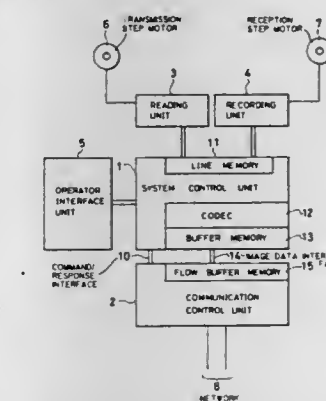 6
TRANSMISSION
STEP MOTOR
RECEPTION
STEP MOTOR
7
3
4
READING
UNIT
RECORDING
UNIT
5
11
1
LINE MEMORY
OPERATOR
INTERFACE
UNIT
SYSTEM CONTROL UNIT
CODEC
12
BUFFER MEMORY
13
10
14
IMAGE DATA INTER
COMMAND/
RESPONSE
INTERFACE
FLOW BUFFER MEMORY
15
2
COMMUNICATION
CONTROL UNIT
8
NETWORK